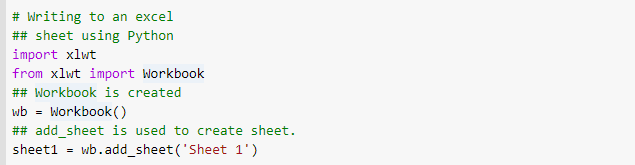 # Writing to an excel
## sheet using Python
import xlwt
from xlwt import Workbook
## Workbook is created
wb = Workbook()
## add_sheet is used to create sheet.
sheet1 = wb.add_sheet('Sheet 1')